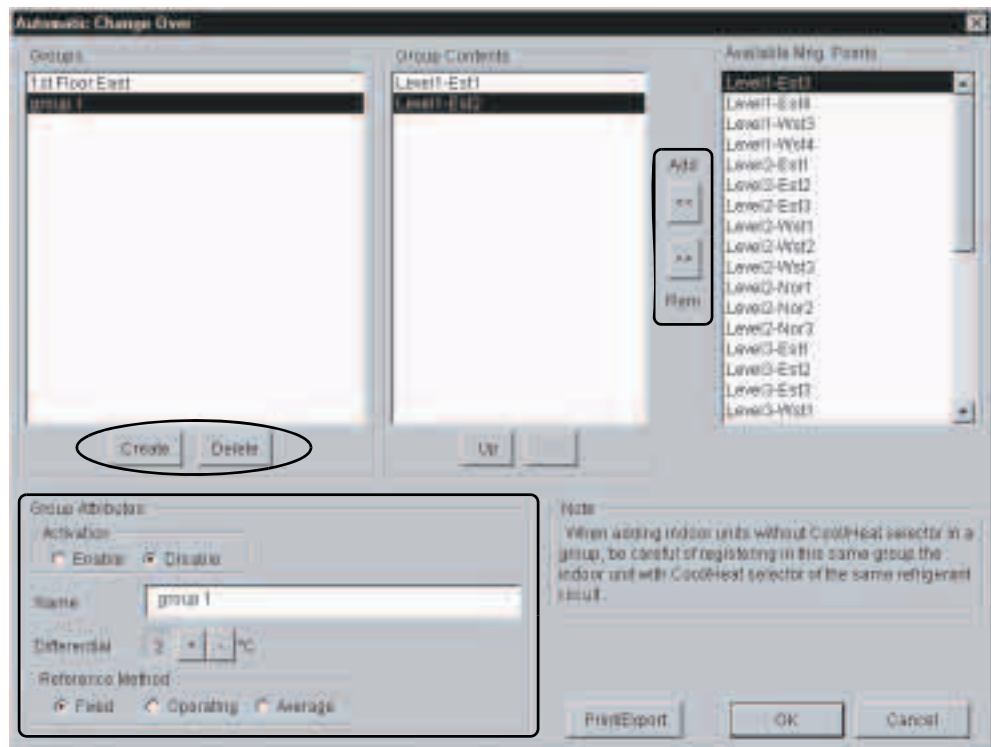 Automatic Change Over
Groups
1st Floor East
group 1
Create
Delete
Group Contents
Level1-Est1
Level1-Est2
Up
Add
<<
>>
Rem
Available Mng. Points
Level1-Est3
Level1-Est4
Level1-Wst3
Level1-Wst4
Level2-Est1
Level2-Est2
Level2-Est3
Level2-Wst1
Level2-Wst2
Level2-Wst3
Level2-Nor1
Level2-Nor2
Level2-Nor3
Level3-Est1
Level3-Est2
Level3-Est3
Level3-Wst1
Group Attributes
Activation
Enable
Disable
Name
group 1
Differential
+
-
°C
Reference Method
Fixed
Operating
Average
Note
When adding indoor units without Cool/Heat selector in a
group, be careful of registering in this same group the
indoor unit with Cool/Heat selector of the same refrigerant
Print/Export
OK
Cancel